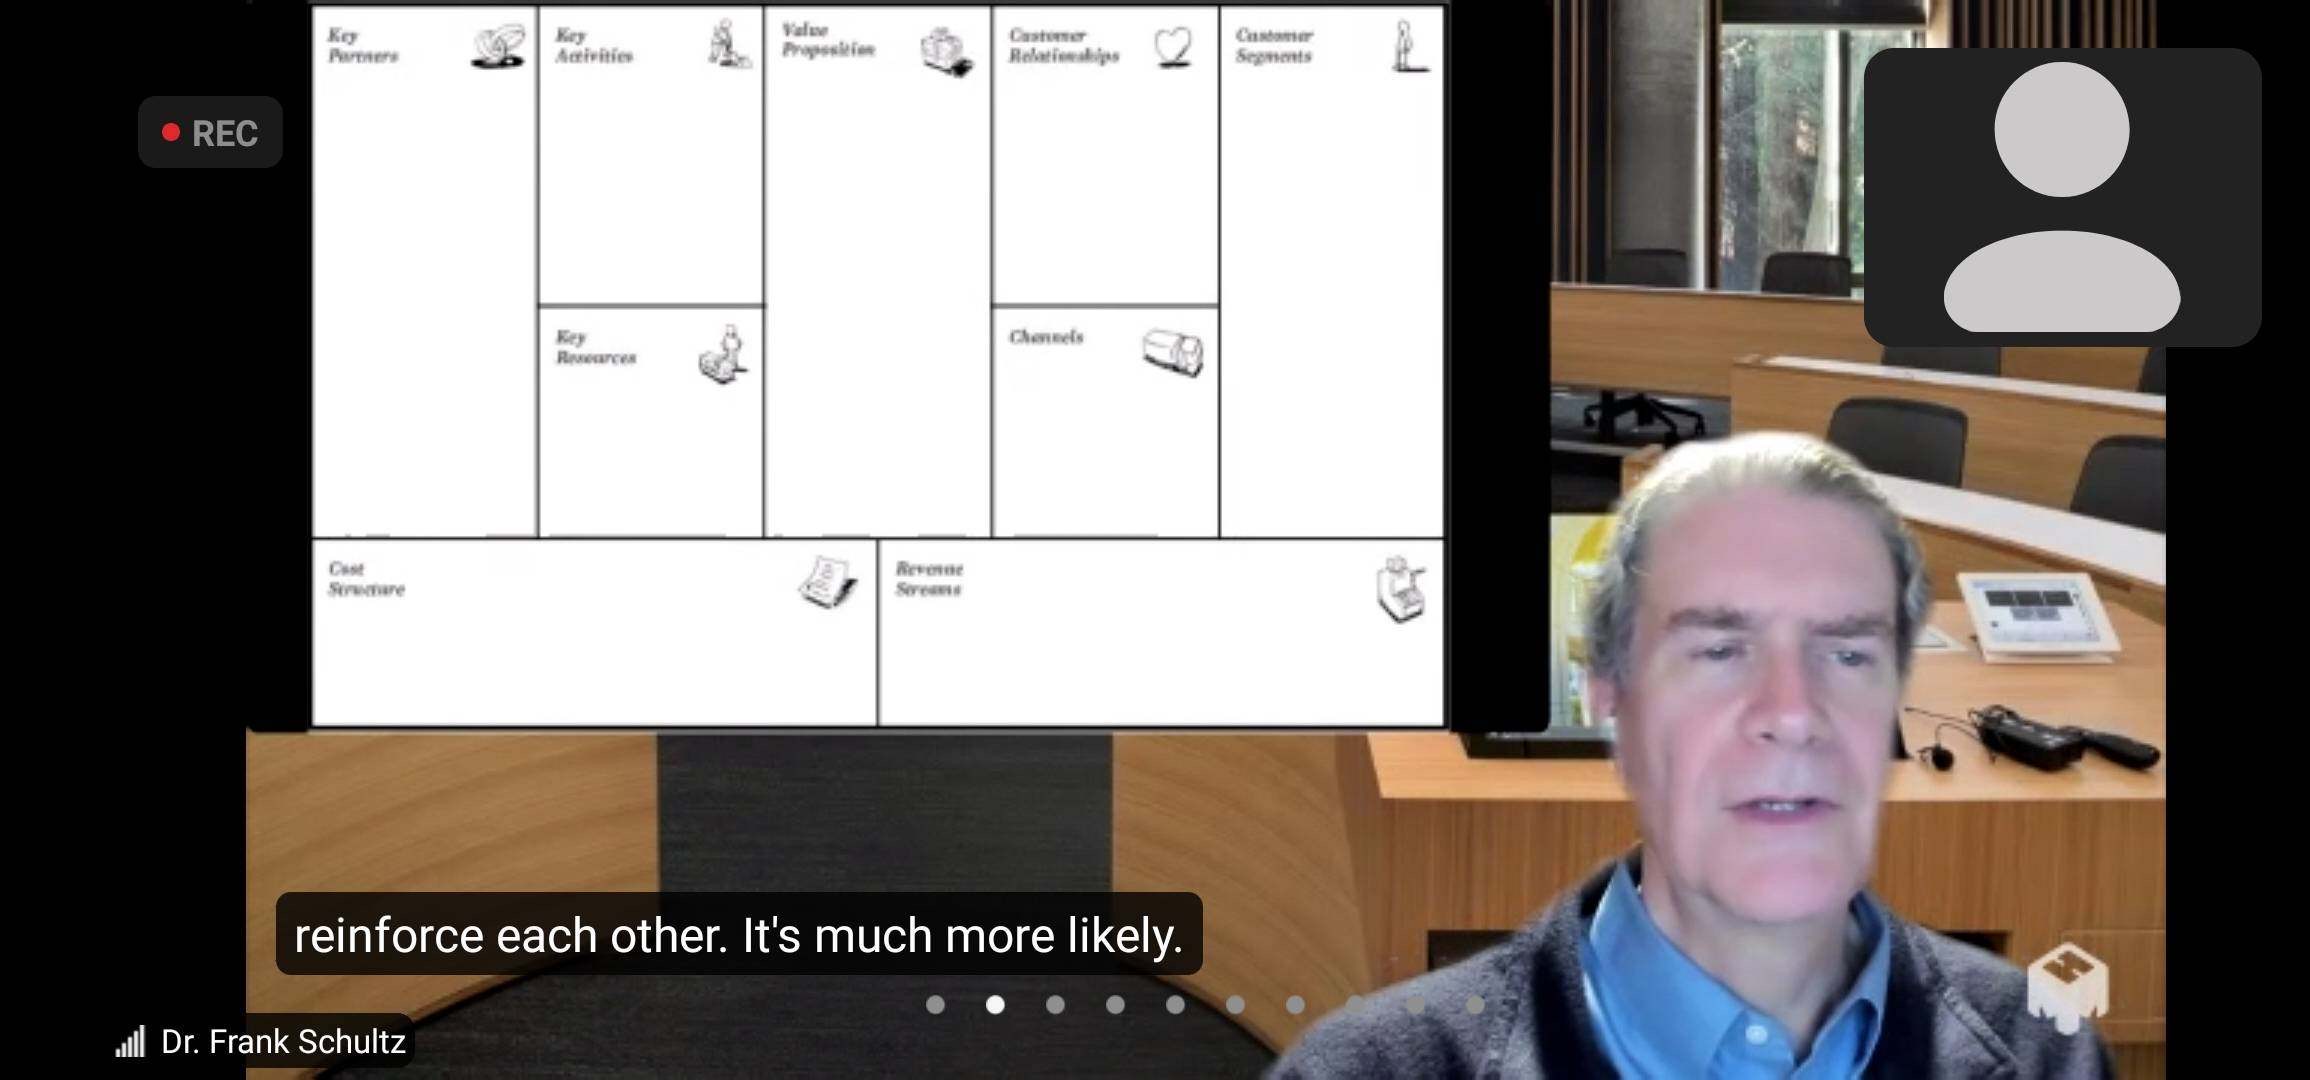 Key
Partners
Key
Activities
Value
Proposition
Customer
Relationships
Customer
Segments
REC
Key
Resources
Channels
Cost
Structure
Revenue
Streams
reinforce each other. It's much more likely.
Dr. Frank Schultz